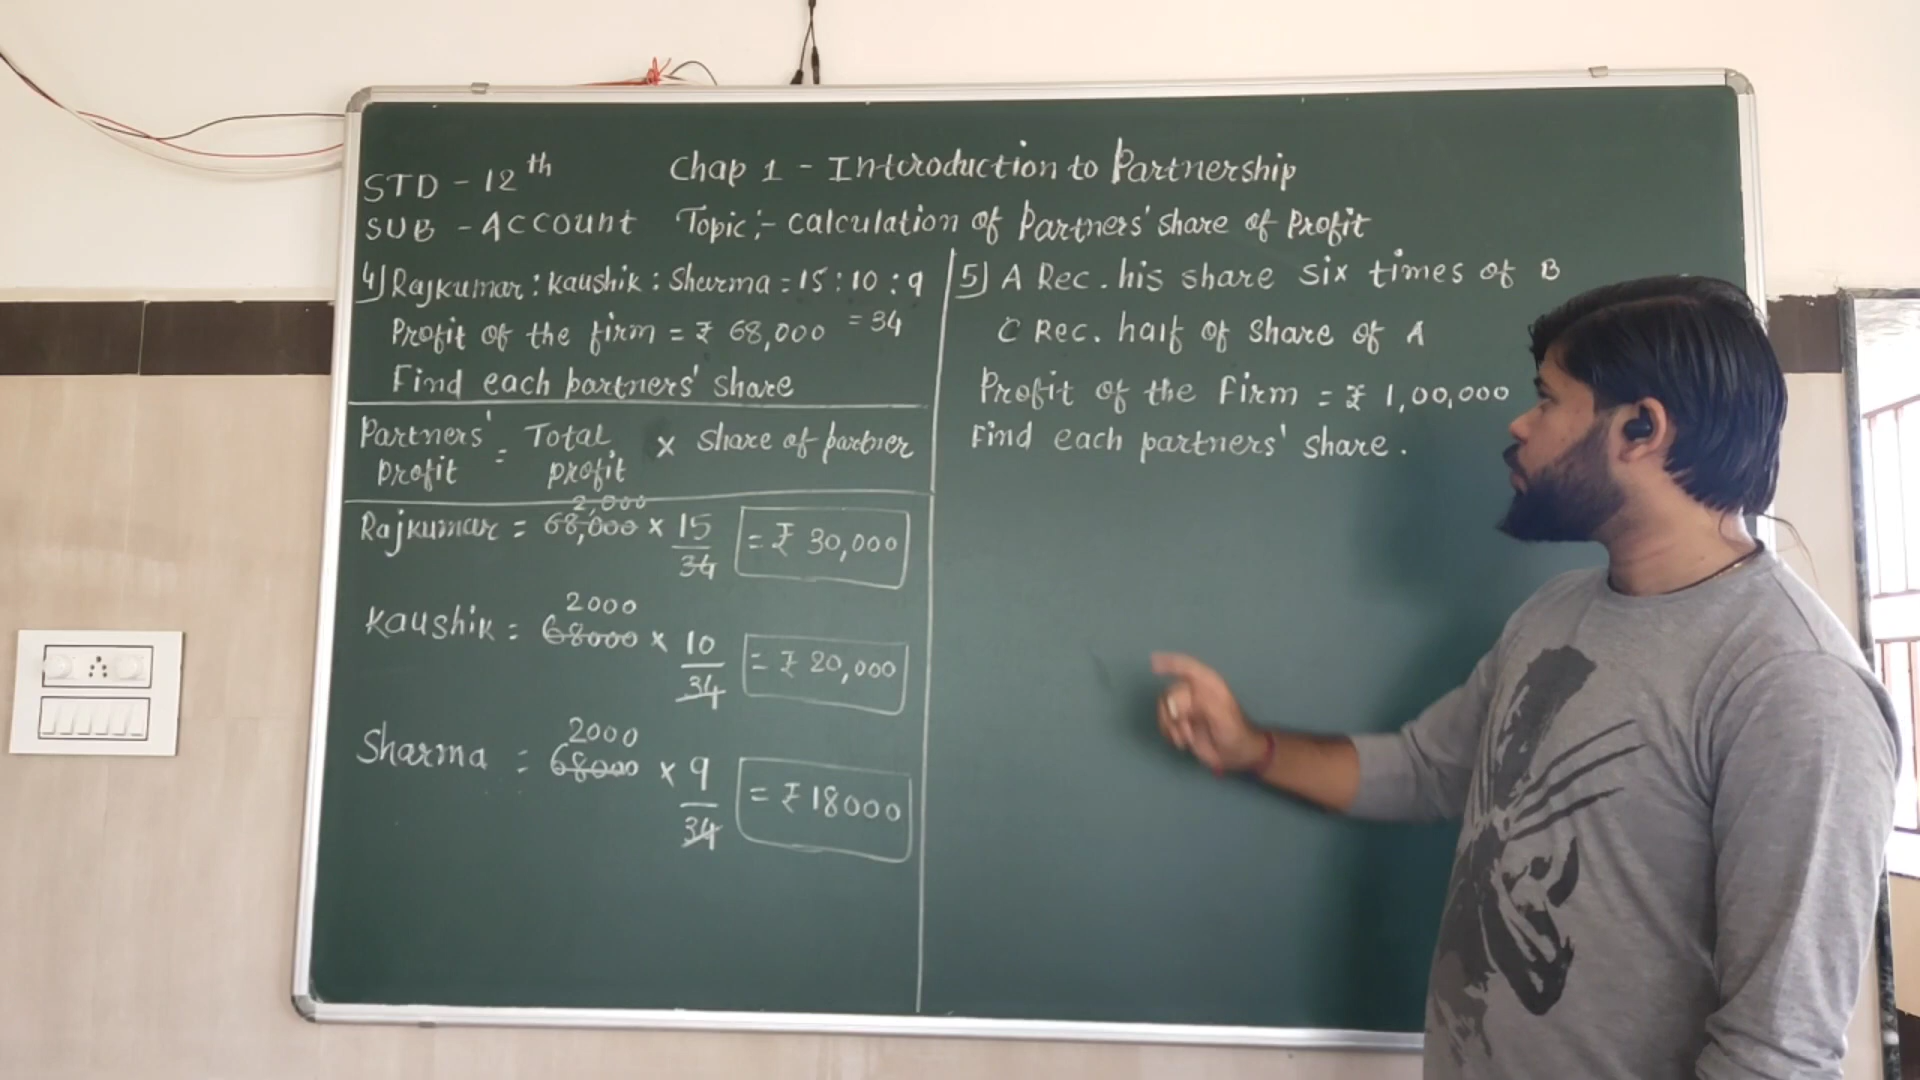 STD - 12th Chap 1 - Introduction to Partnership
SUB - Account Topic :- Calculation of Partners' share of Profit
4) Rajkumar : Kaushik : Sharma = 15 : 10 : 9
= 34
Profit of the firm = ₹ 68,000
Find each partners' share
Partners' profit = Total profit × share of partner
2,000
Rajkumar = 68,000 × 15/34 = ₹ 30,000
2000
Kaushik = 68000 × 10/34 = ₹ 20,000
2000
Sharma = 68000 × 9/34 = ₹ 18000
5) A Rec. his share six times of B
C Rec. half of share of A
Profit of the Firm = ₹ 1,00,000
Find each partners' share.